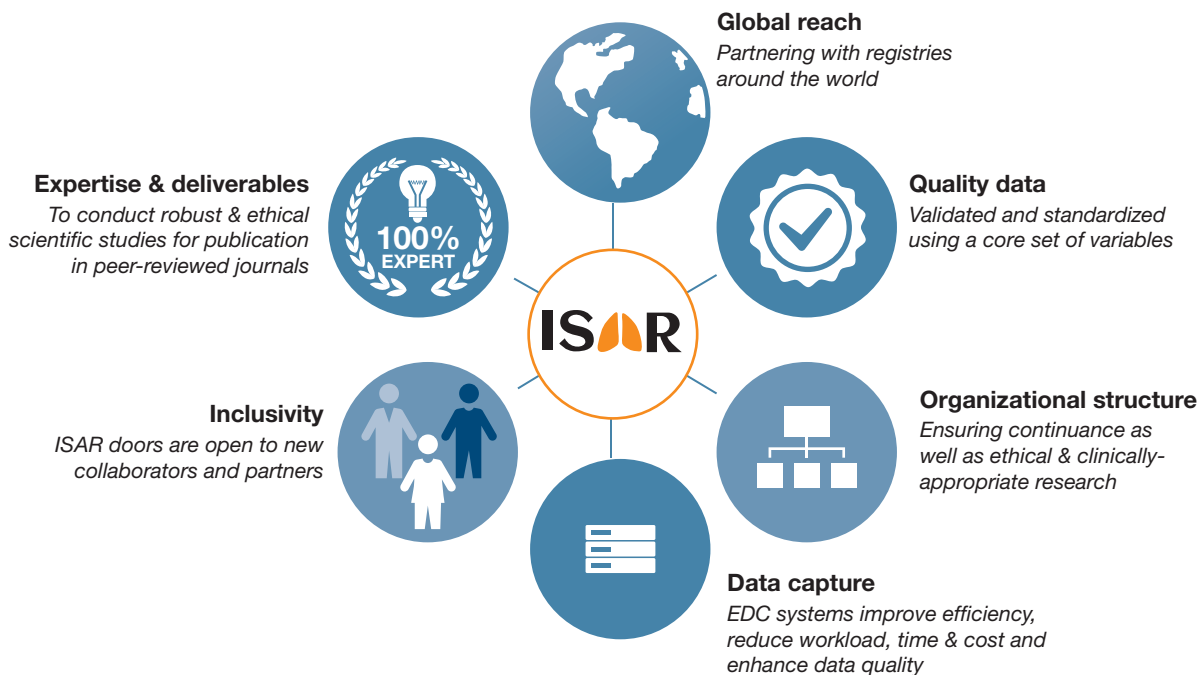 Global reach
Partnering with registries
around the world
Expertise & deliverables
To conduct robust & ethical
scientific studies for publication
in peer-reviewed journals
100%
EXPERT
Quality data
Validated and standardized
using a core set of variables
ISAR
Inclusivity
ISAR doors are open to new
collaborators and partners
Organizational structure
Ensuring continuance as
well as ethical & clinically-
appropriate research
Data capture
EDC systems improve efficiency,
reduce workload, time & cost and
enhance data quality